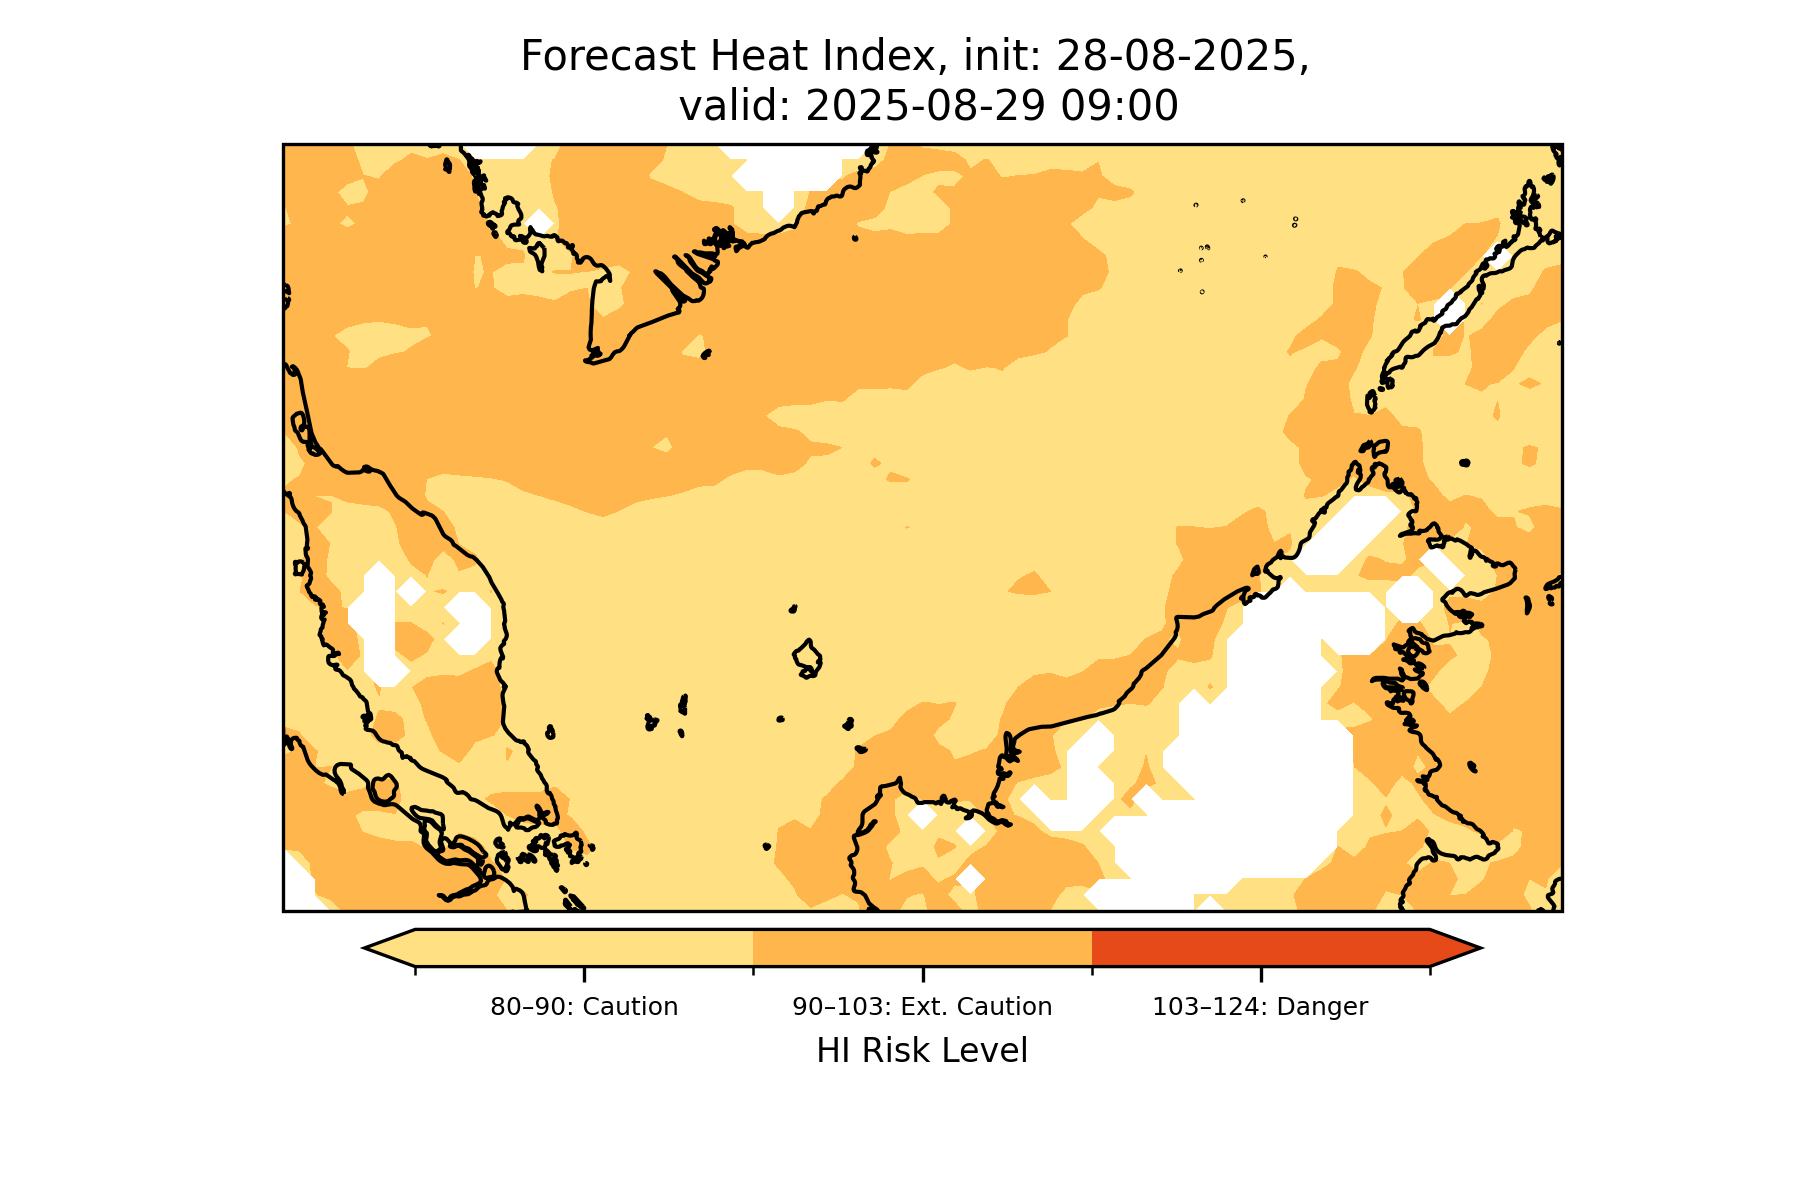 Forecast Heat Index, init: 28-08-2025,
valid: 2025-08-29 09:00
80–90: Caution
90–103: Ext. Caution
103–124: Danger
HI Risk Level